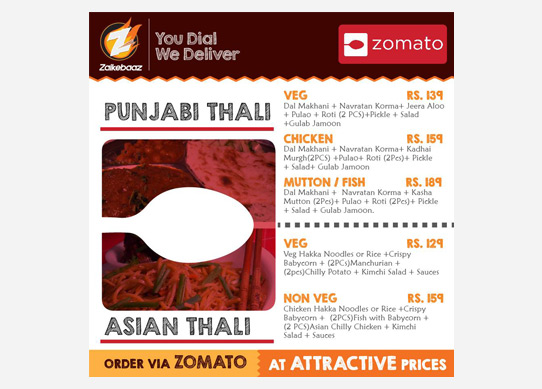 Zaikebaaz
You Dial
We Deliver
zomato
PUNJABI THALI
VEG RS. 139
Dal Makhani + Navratan Korma+ Jeera Aloo
+ Pulao + Roti (2 PCS)+Pickle + Salad
+Gulab Jamoon
CHICKEN RS. 159
Dal Makhani + Navratan Korma+ Kadhai
Murgh(2PCS) +Pulao+ Roti (2Pcs)+ Pickle
+ Salad+ Gulab Jamoon
MUTTON / FISH RS. 189
Dal Makhani + Navratan Korma + Kasha
Mutton (2Pcs)+ Pulao + Roti (2Pcs)+ Pickle
+ Salad + Gulab Jamoon.
VEG RS. 129
Veg Hakka Noodles or Rice +Crispy
Babycorn + (2PCs)Manchurian +
(2pcs)Chilly Potato + Kimchi Salad + Sauces
NON VEG RS. 159
Chicken Hakka Noodles or Rice +Crispy
Babycorn + (2PCS)Fish with Babycorn +
(2 PCS)Asian Chilly Chicken + Kimchi
Salad + Sauces
ASIAN THALI
ORDER VIA ZOMATO AT ATTRACTIVE PRICES